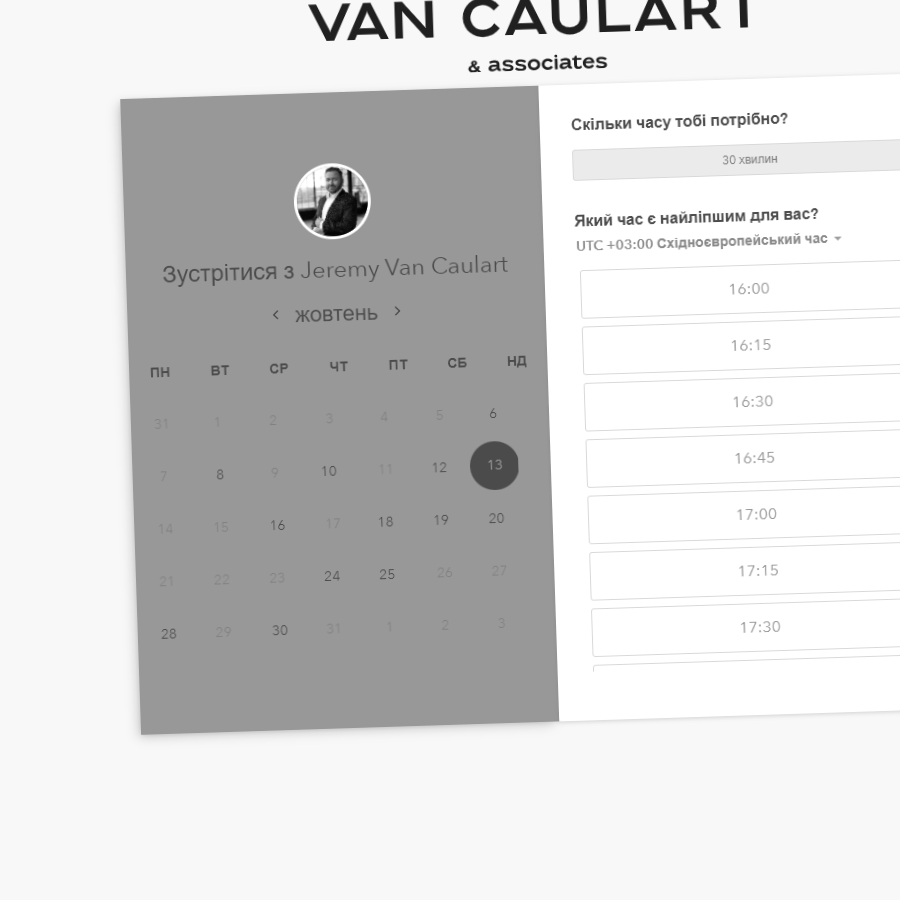 VAN CAULART
& associates
Зустрітися з Jeremy Van Caulart
жовтень
ПН ВТ СР ЧТ ПТ СБ НД
31 1 2 3 4 5 6
7 8 9 10 11 12 13
14 15 16 17 18 19 20
21 22 23 24 25 26 27
28 29 30 31 1 2 3
Скільки часу тобі потрібно?
30 хвилин
Який час є найліпшим для вас?
UTC +03:00 Східноєвропейський час
16:00
16:15
16:30
16:45
17:00
17:15
17:30